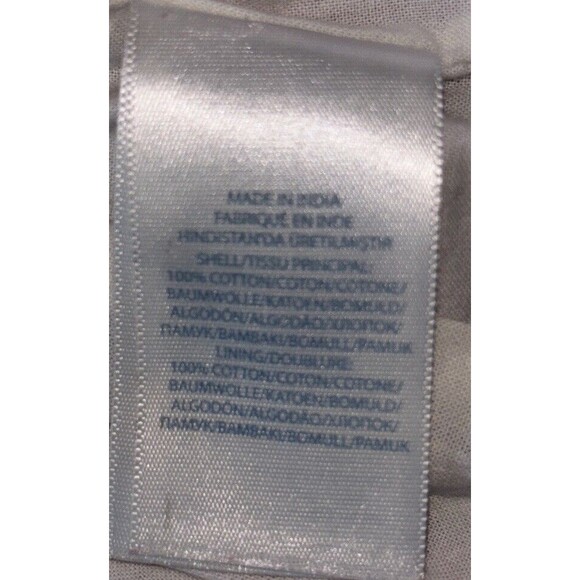 MADE IN INDIA
FABRIQUÉ EN INDE
HINDISTAN'DA ÜRETILMIŞTIR
SHELL/TISSU PRINCIPAL:
100% COTTON/COTON/COTONE/
BAUMWOLLE/KATOEN/BOMULD/
ALGODÓN/ALGODÃO/ХЛОПОК/
ПАМУК/BAMBAKI/BOMULL/PAMUK
LINING/DOUBLURE:
100% COTTON/COTON/COTONE/
BAUMWOLLE/KATOEN/BOMULD/
ALGODÓN/ALGODÃO/ХЛОПОК/
ПАМУК/BAMBAKI/BOMULL/PAMUK